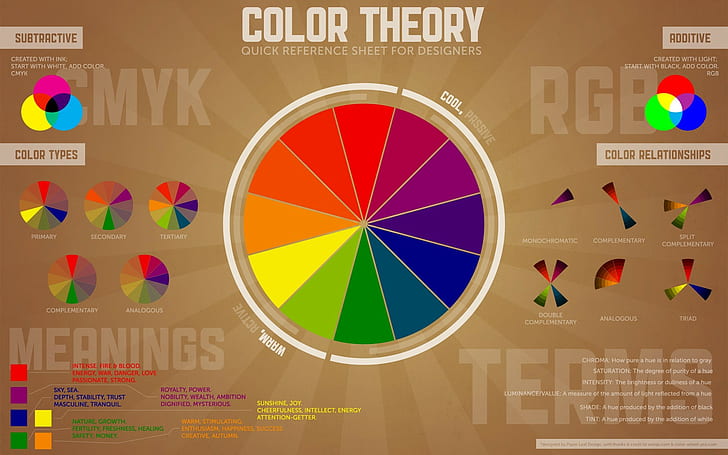 COLOR THEORY
QUICK REFERENCE SHEET FOR DESIGNERS
SUBTRACTIVE
CREATED WITH INK;
START WITH WHITE, ADD COLOR.
CMYK
CMYK
ADDITIVE
CREATED WITH LIGHT;
START WITH BLACK, ADD COLOR.
RGB
RGB
COOL, PASSIVE
WARM, ACTIVE
COLOR TYPES
PRIMARY
SECONDARY
TERTIARY
COMPLEMENTARY
ANALOGOUS
COLOR RELATIONSHIPS
MONOCHROMATIC
COMPLEMENTARY
SPLIT
COMPLEMENTARY
DOUBLE
COMPLEMENTARY
ANALOGOUS
TRIAD
MEANINGS
INTENSE, FIRE & BLOOD,
ENERGY, WAR, DANGER, LOVE
PASSIONATE, STRONG.
SKY, SEA.
DEPTH, STABILITY, TRUST
MASCULINE, TRANQUIL.
ROYALTY, POWER.
NOBILITY, WEALTH, AMBITION
DIGNIFIED, MYSTERIOUS.
SUNSHINE, JOY.
CHEERFULNESS, INTELLECT, ENERGY
ATTENTION-GETTER.
NATURE, GROWTH,
FERTILITY, FRESHNESS, HEALING
SAFETY, MONEY.
WARM, STIMULATING.
ENTHUSIASM, HAPPINESS, SUCCESS
CREATIVE, AUTUMN.
TERMS
CHROMA: How pure a hue is in relation to gray
SATURATION: The degree of purity of a hue
INTENSITY: The brightness or dullness of a hue
LUMINANCE/VALUE: A measure of the amount of light reflected from a hue
SHADE: A hue produced by the addition of black
TINT: A hue produced by the addition of white
Designed by Paper Leaf Design, with thanks &